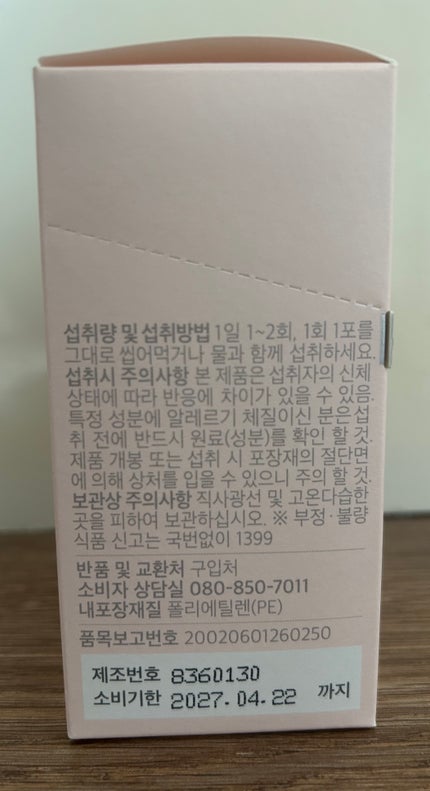 섭취량 및 섭취방법 1일 1~2회, 1회 1포를
그대로 씹어먹거나 물과 함께 섭취하세요.
섭취시 주의사항 본 제품은 섭취자의 신체
상태에 따라 반응에 차이가 있을 수 있음.
특정 성분에 알레르기 체질이신 분은 섭
취 전에 반드시 원료(성분)를 확인 할 것.
제품 개봉 또는 섭취 시 포장재의 절단면
에 의해 상처를 입을 수 있으니 주의 할 것.
보관상 주의사항 직사광선 및 고온다습한
곳을 피하여 보관하십시오. ※ 부정·불량
식품 신고는 국번없이 1399
반품 및 교환처 구입처
소비자 상담실 080-850-7011
내포장재질 폴리에틸렌(PE)
품목보고번호 20020601260250
제조번호 8360130
소비기한 2027.04.22 까지